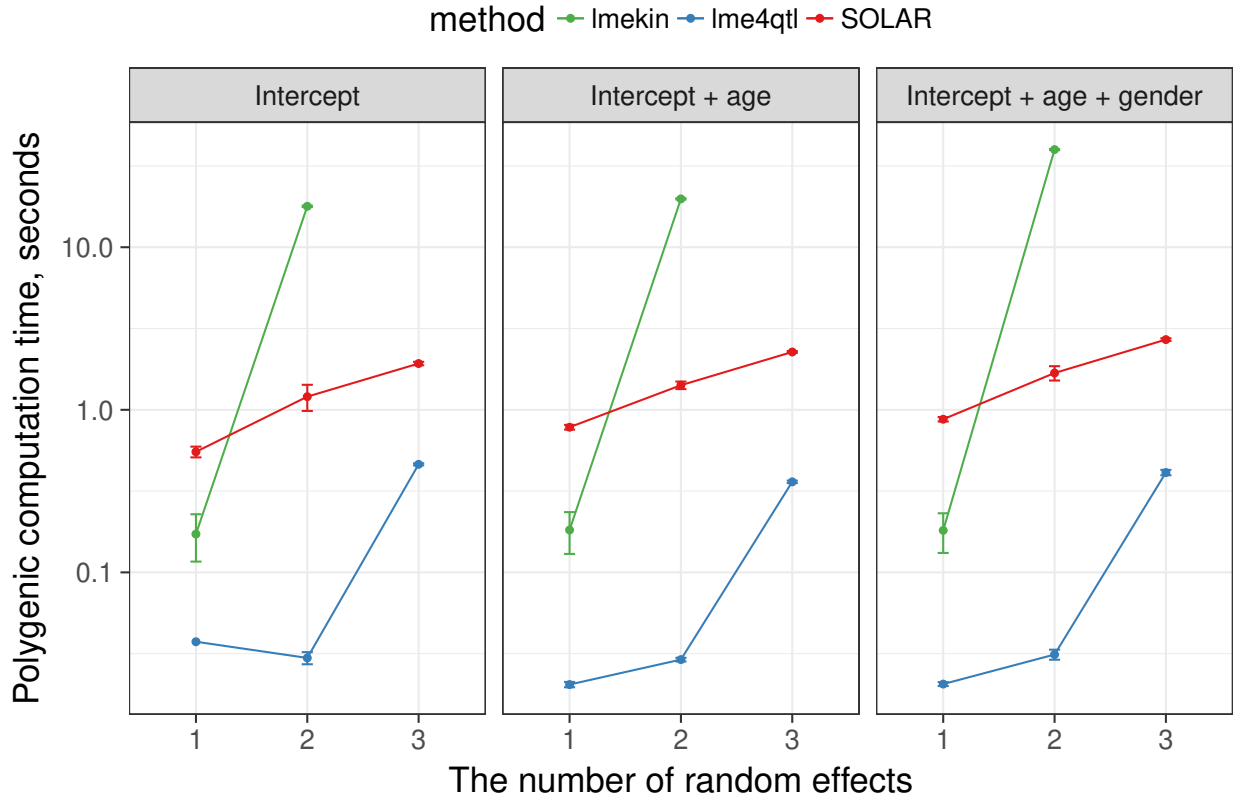 method lmekin lme4qtl SOLAR
Intercept Intercept + age Intercept + age + gender
Polygenic computation time, seconds
10.0
1.0
0.1
1 2 3 1 2 3 1 2 3
The number of random effects